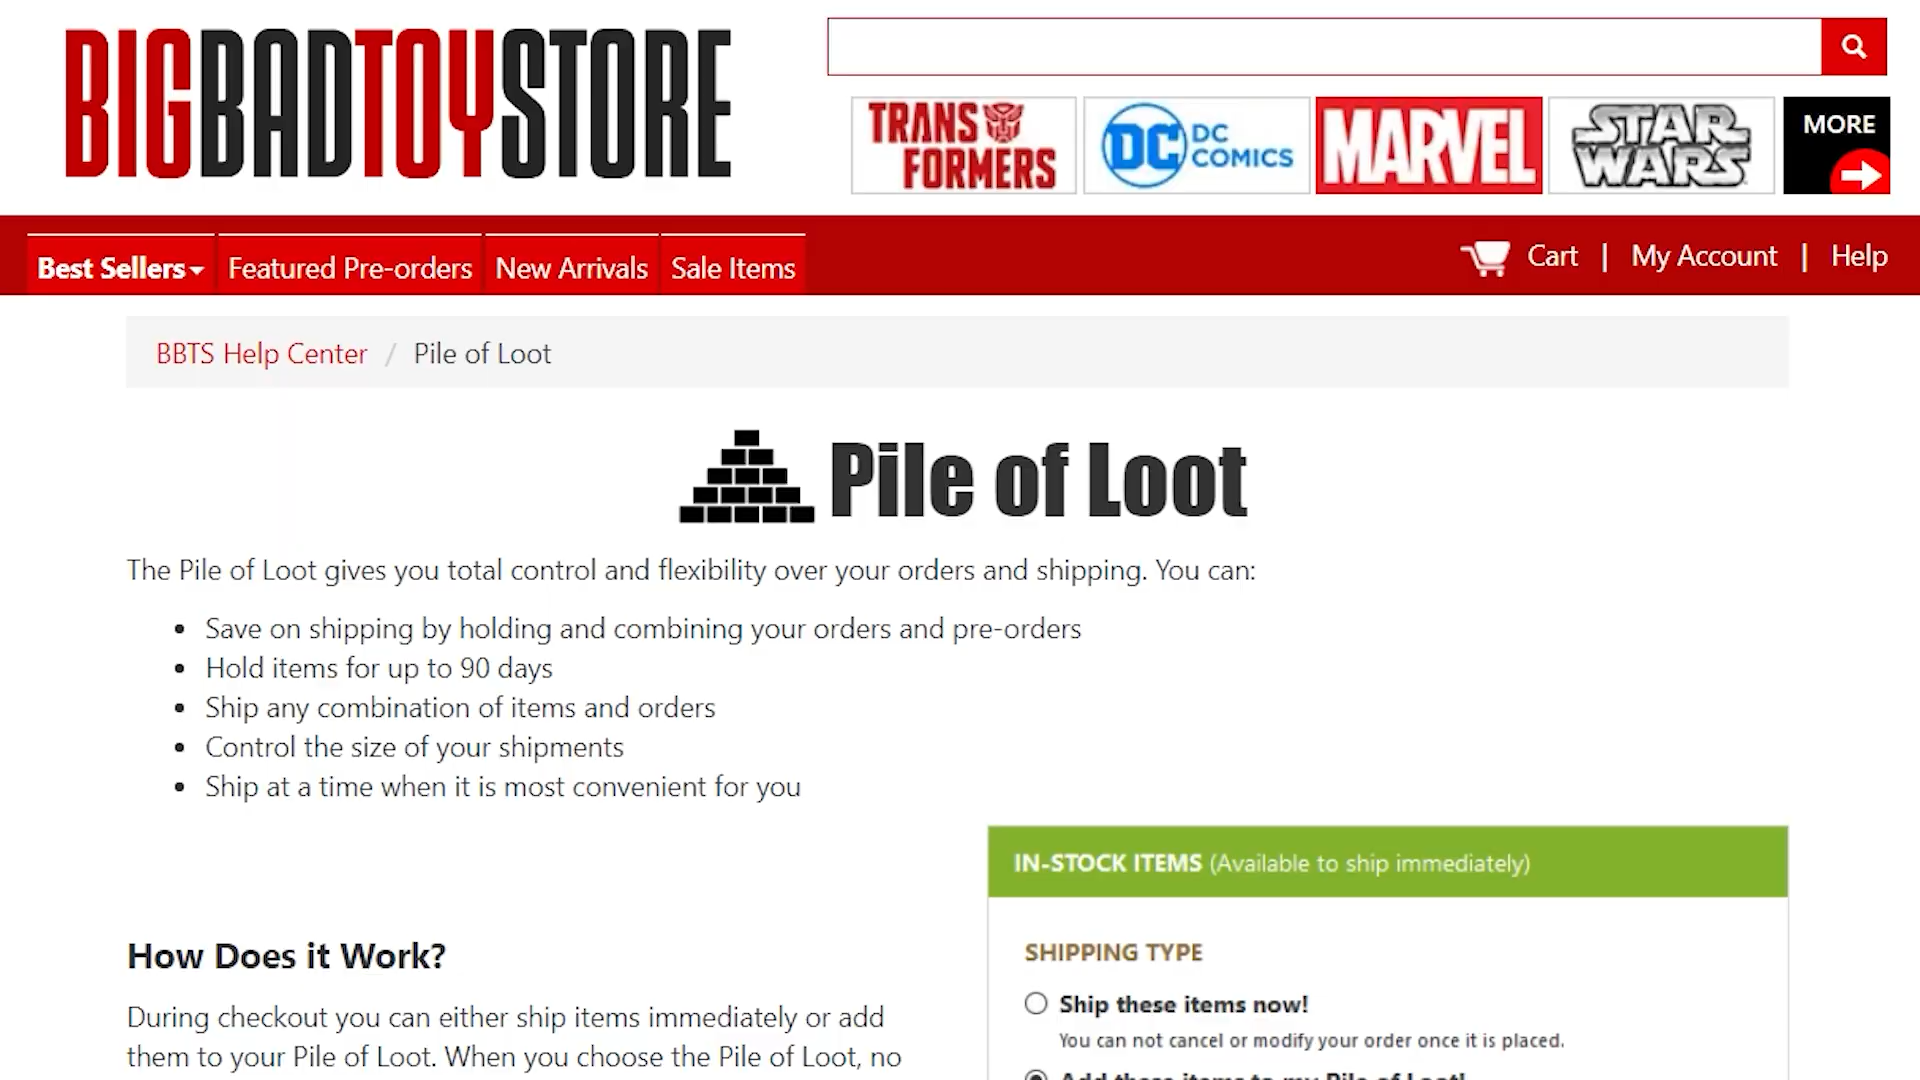 BIGBADTOYSTORE
TRANSFORMERS
DC DC COMICS
MARVEL
STAR WARS
MORE
Best Sellers
Featured Pre-orders
New Arrivals
Sale Items
Cart | My Account | Help
BBTS Help Center / Pile of Loot
Pile of Loot
The Pile of Loot gives you total control and flexibility over your orders and shipping. You can:
• Save on shipping by holding and combining your orders and pre-orders
• Hold items for up to 90 days
• Ship any combination of items and orders
• Control the size of your shipments
• Ship at a time when it is most convenient for you
IN-STOCK ITEMS (Available to ship immediately)
How Does it Work?
During checkout you can either ship items immediately or add
them to your Pile of Loot. When you choose the Pile of Loot, no
SHIPPING TYPE
Ship these items now!
You can not cancel or modify your order once it is placed.
Add these items to my Pile of Loot!